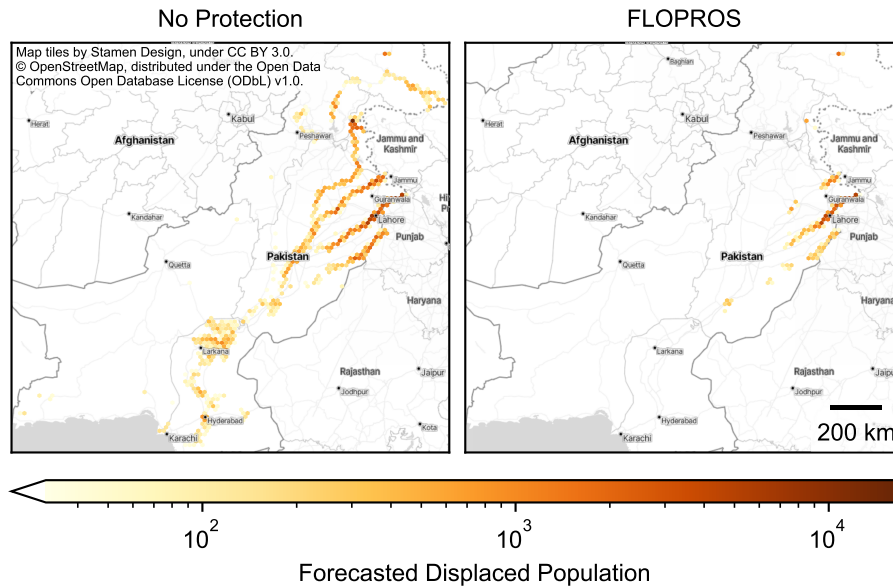 No Protection
FLOPROS
Map tiles by Stamen Design, under CC BY 3.0.
© OpenStreetMap, distributed under the Open Data
Commons Open Database License (ODbL) v1.0.
Herat
Kabul
Afghanistan
Peshawar
Jammu and
Kashmir
Jammu
Gujranwala
Kandahar
Lahore
Punjab
Quetta
Pakistan
Haryana
Larkana
Rajasthan
Jaipur
Jodhpur
Hyderabad
Kota
Karachi
Baghlan
Herat
Kabul
Afghanistan
Peshawar
Jammu and
Kashmir
Jammu
Gujranwala
Kandahar
Lahore
Punjab
Quetta
Pakistan
Haryana
Larkana
Rajasthan
Jodhpur
Hyderabad
Kota
Karachi
200 km
10²
10³
10⁴
Forecasted Displaced Population